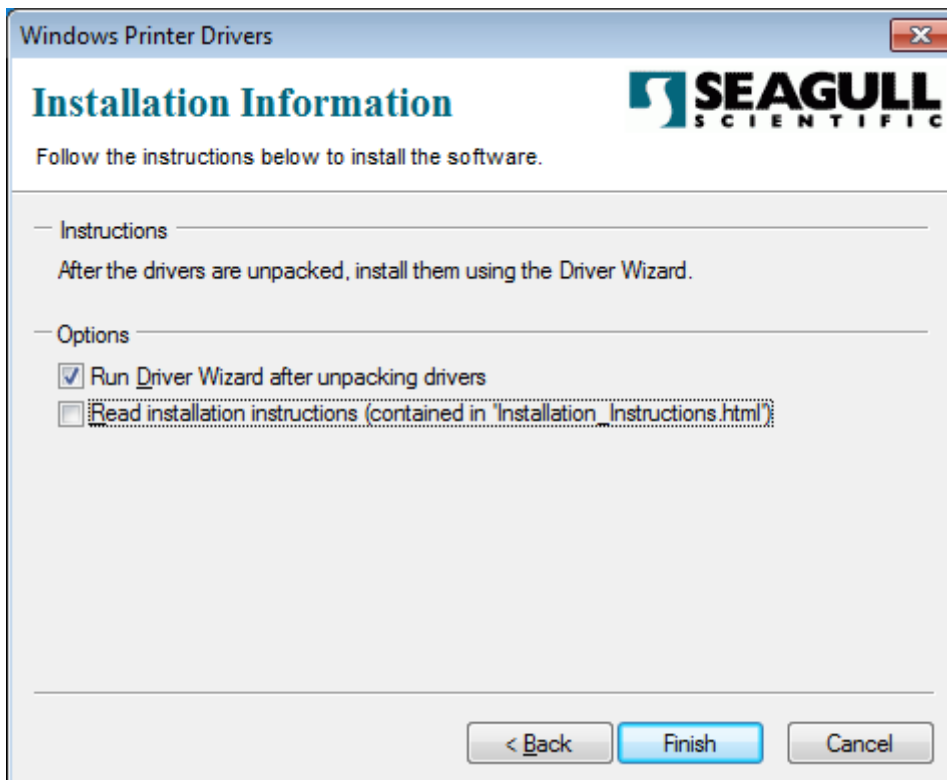 Windows Printer Drivers
Installation Information
SEAGULL
SCIENTIFIC
Follow the instructions below to install the software.
Instructions
After the drivers are unpacked, install them using the Driver Wizard.
Options
Run Driver Wizard after unpacking drivers
Read installation instructions (contained in 'Installation_Instructions.html')
< Back
Finish
Cancel